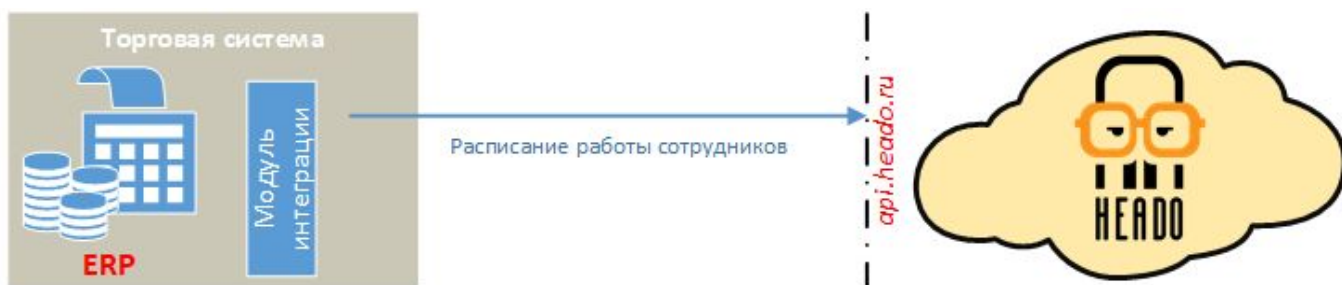 Торговая система
ERP
Модуль
интеграции
Расписание работы сотрудников
api.heado.ru
HEADO